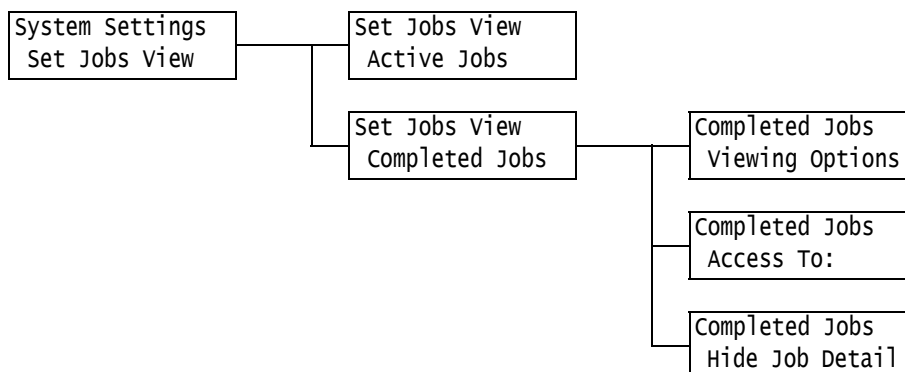 System Settings
Set Jobs View
Set Jobs View
Active Jobs
Set Jobs View
Completed Jobs
Completed Jobs
Viewing Options
Completed Jobs
Access To:
Completed Jobs
Hide Job Detail